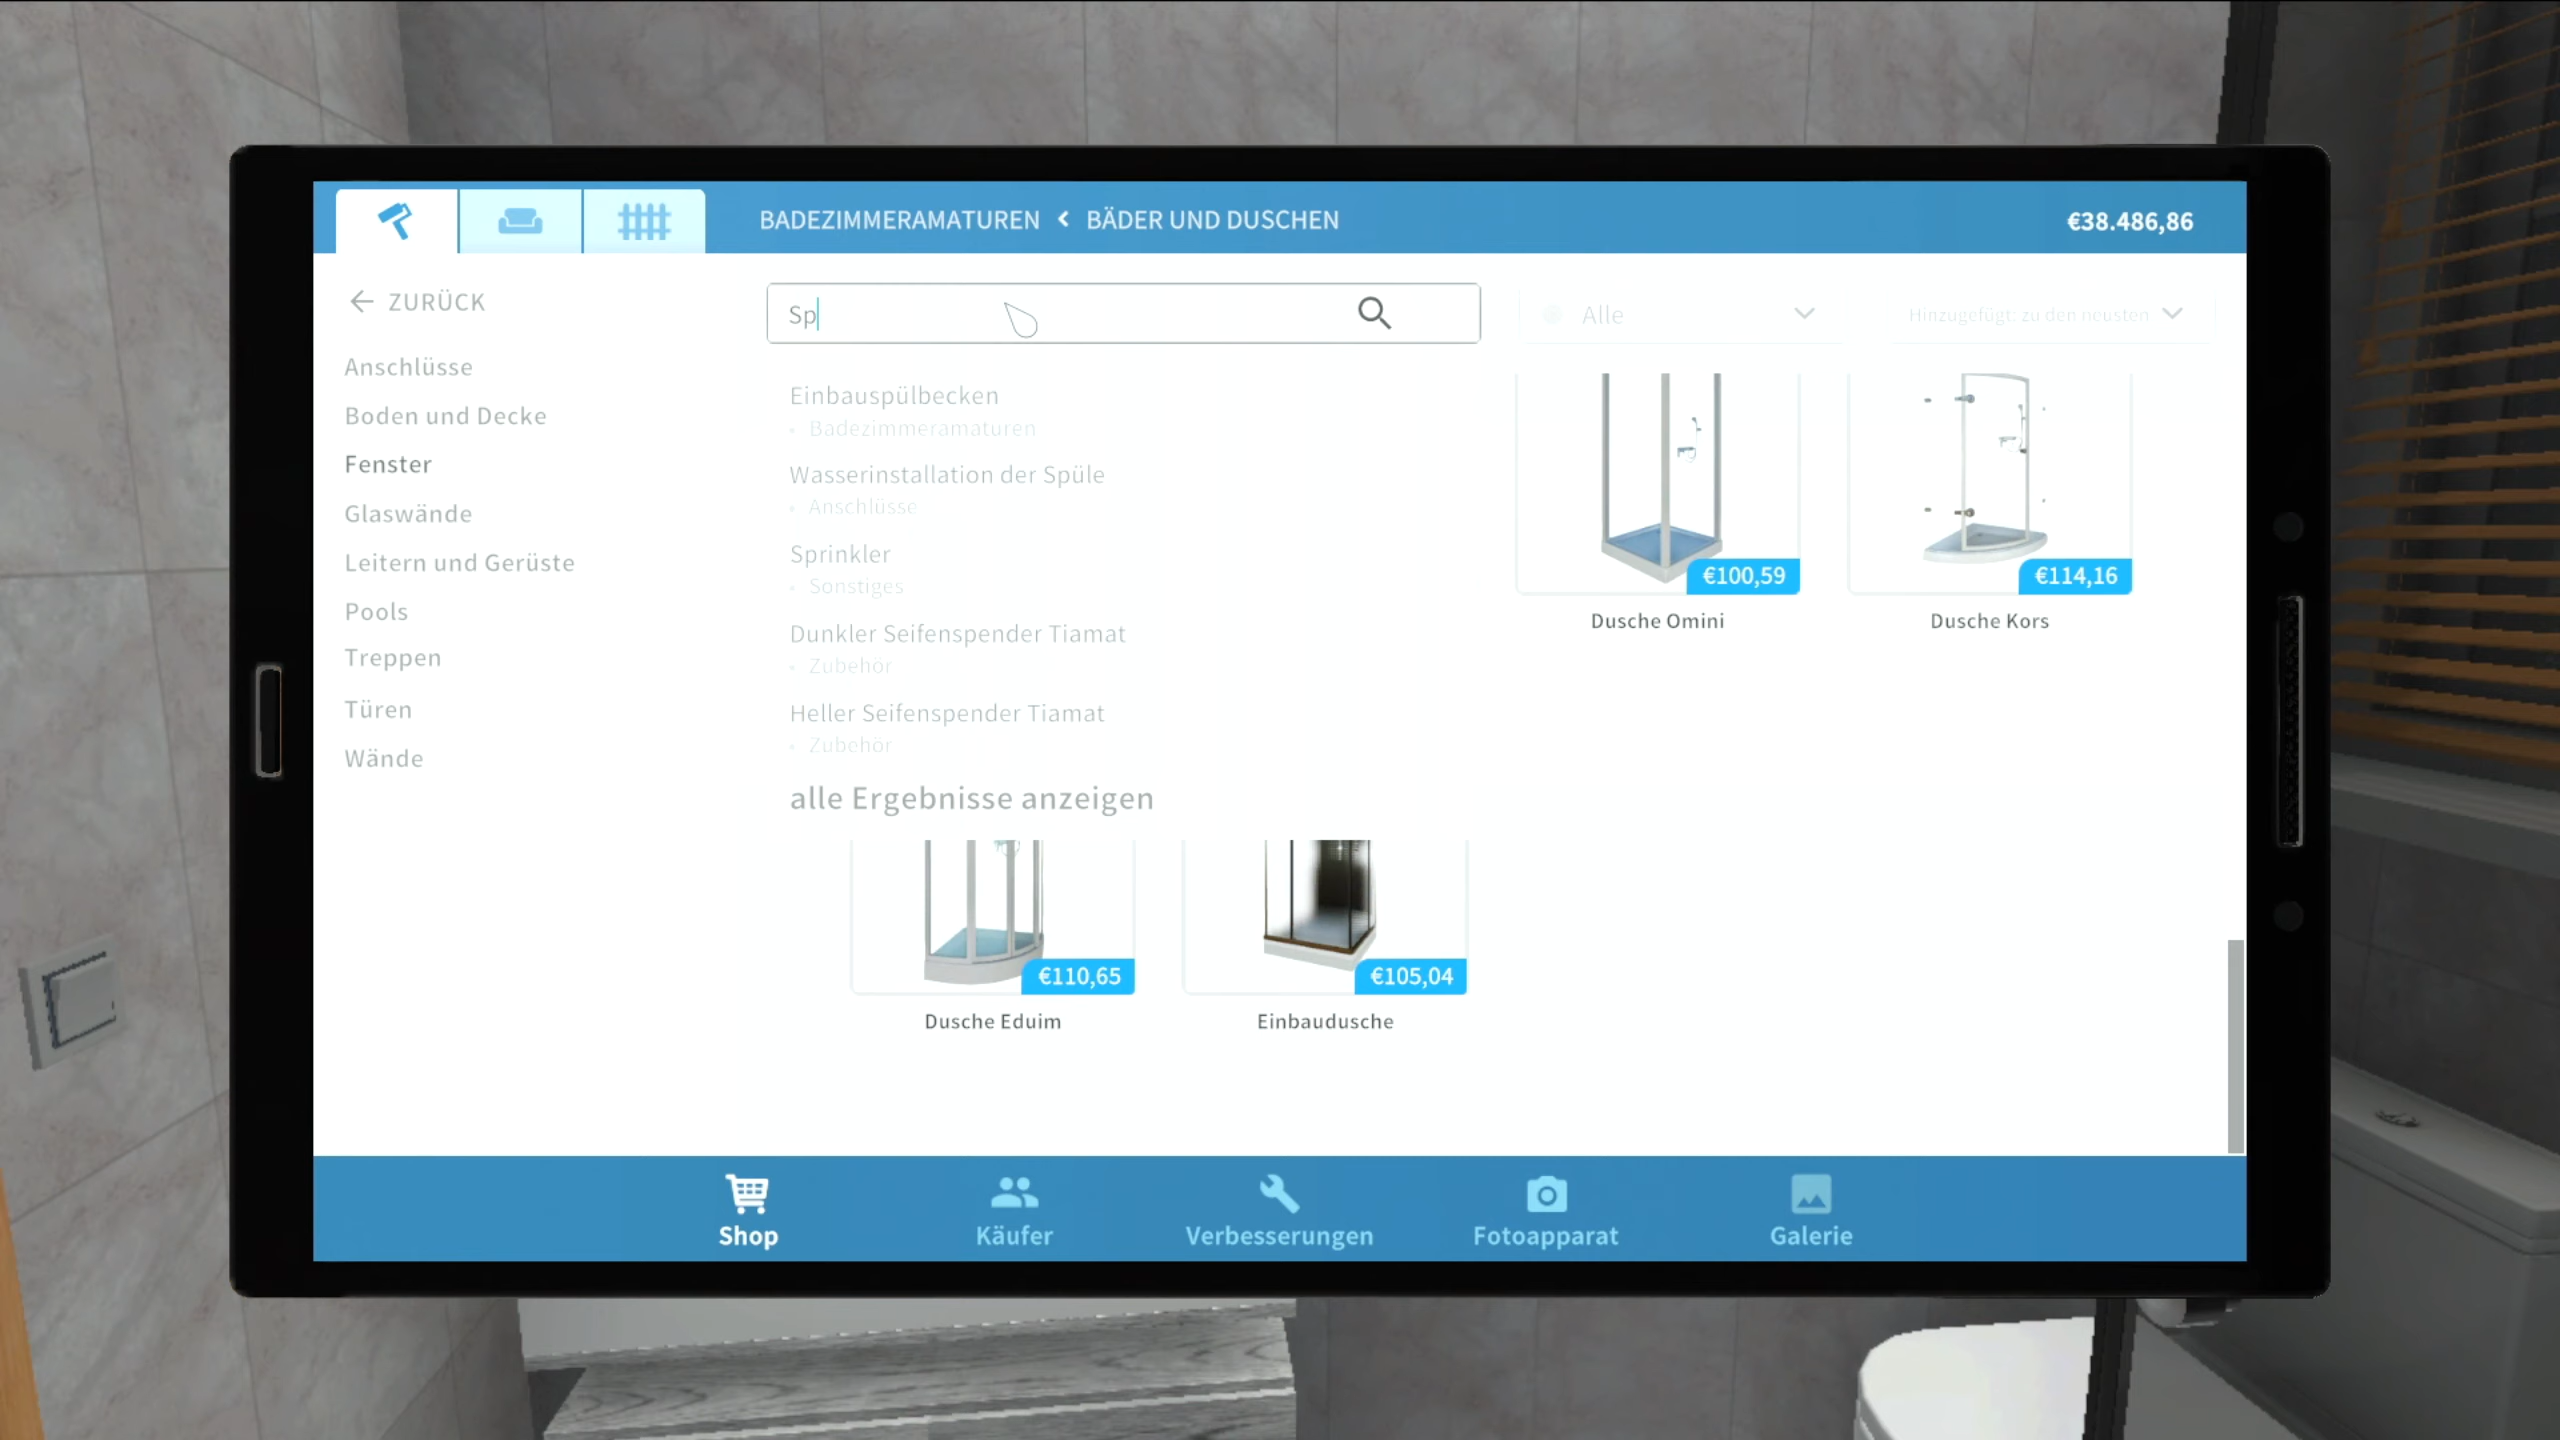 BADEZIMMERAMATUREN < BÄDER UND DUSCHEN
€38.486,86
ZURÜCK
Sp
Alle
Hinzugefügt: zu den neusten
Anschlüsse
Boden und Decke
Fenster
Glaswände
Leitern und Gerüste
Pools
Treppen
Türen
Wände
Einbauspülbecken
• Badezimmeramaturen
Wasserinstallation der Spüle
• Anschlüsse
Sprinkler
• Sonstiges
Dunkler Seifenspender Tiamat
• Zubehör
Heller Seifenspender Tiamat
• Zubehör
alle Ergebnisse anzeigen
€100,59
Dusche Omini
€114,16
Dusche Kors
€110,65
Dusche Eduim
€105,04
Einbaudusche
Shop
Käufer
Verbesserungen
Fotoapparat
Galerie